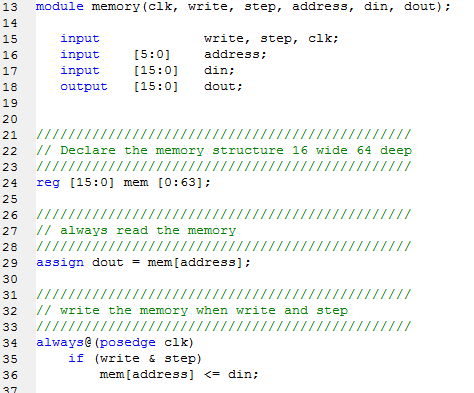 13 module memory(clk, write, step, address, din, dout);
14
15 input write, step, clk;
16 input [5:0] address;
17 input [15:0] din;
18 output [15:0] dout;
19
20
21 ///////////////////////////////////////////////
22 // Declare the memory structure 16 wide 64 deep
23 ///////////////////////////////////////////////
24 reg [15:0] mem [0:63];
25
26 ///////////////////////////////////////////////
27 // always read the memory
28 ///////////////////////////////////////////////
29 assign dout = mem[address];
30
31 ///////////////////////////////////////////////
32 // write the memory when write and step
33 ///////////////////////////////////////////////
34 always@(posedge clk)
35 if (write & step)
36 mem[address] <= din;
37